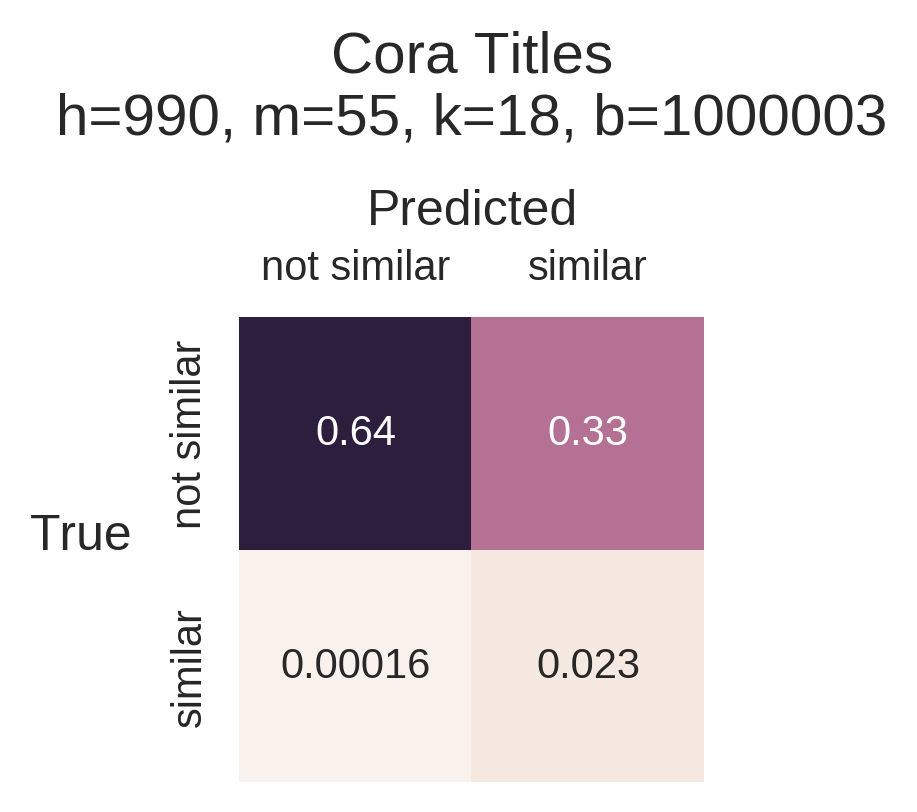 Cora Titles
h=990, m=55, k=18, b=1000003
Predicted
not similar similar
not similar
0.64 0.33
True
similar
0.00016 0.023